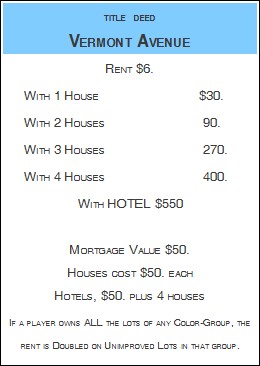 TITLE DEED
VERMONT AVENUE
RENT $6.
WITH 1 HOUSE $30.
WITH 2 HOUSES 90.
WITH 3 HOUSES 270.
WITH 4 HOUSES 400.
WITH HOTEL $550
MORTGAGE VALUE $50.
HOUSES COST $50. EACH
HOTELS, $50. PLUS 4 HOUSES
IF A PLAYER OWNS ALL THE LOTS OF ANY COLOR-GROUP, THE
RENT IS DOUBLED ON UNIMPROVED LOTS IN THAT GROUP.